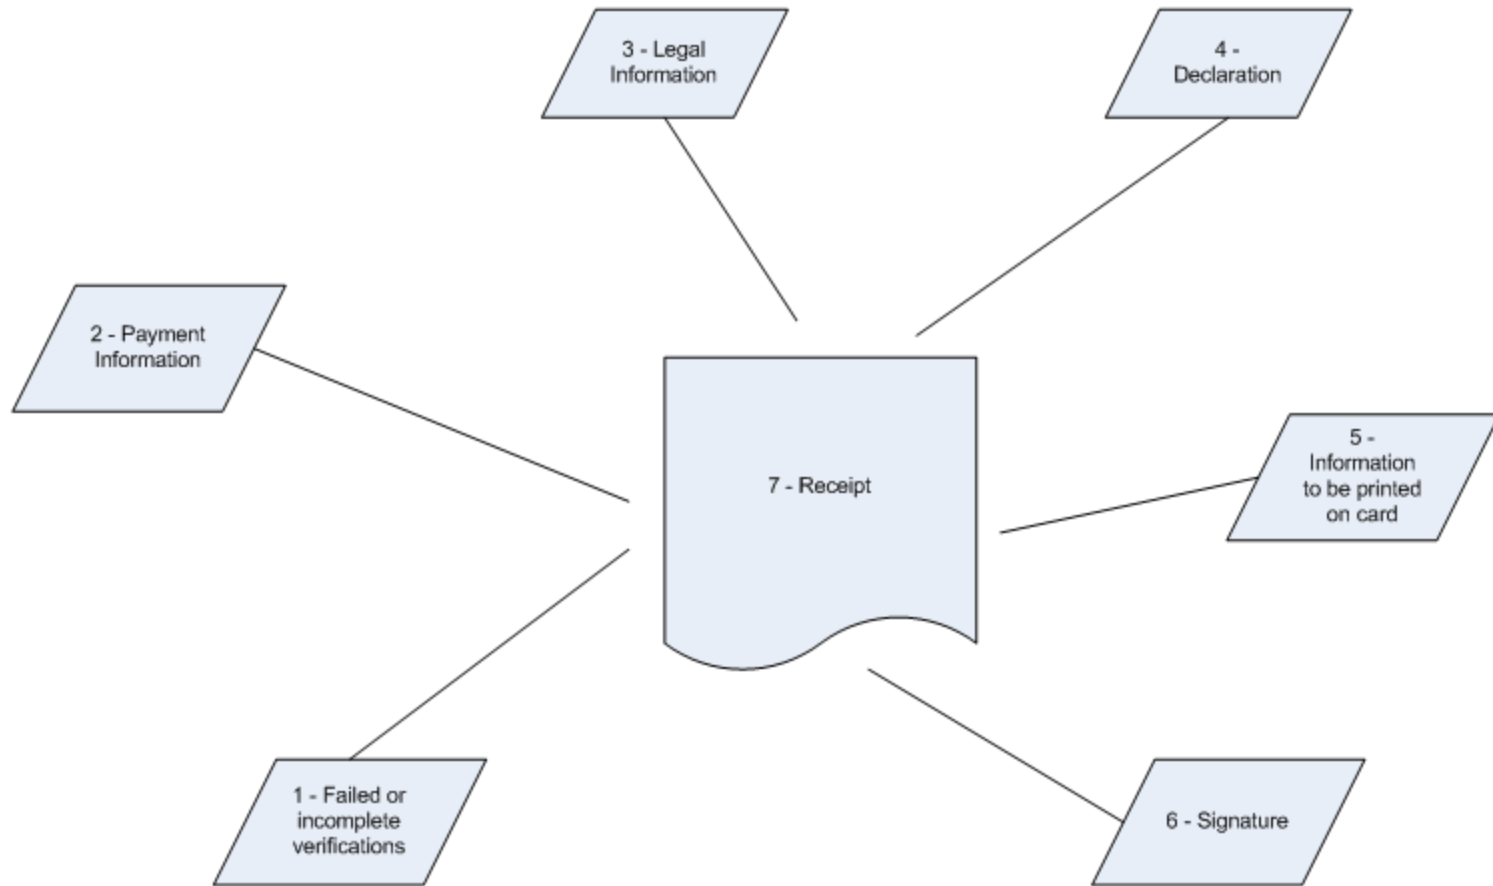 3 - Legal
Information
4 -
Declaration
2 - Payment
Information
5 -
Information
to be printed
on card
7 - Receipt
1 - Failed or
incomplete
verifications
6 - Signature